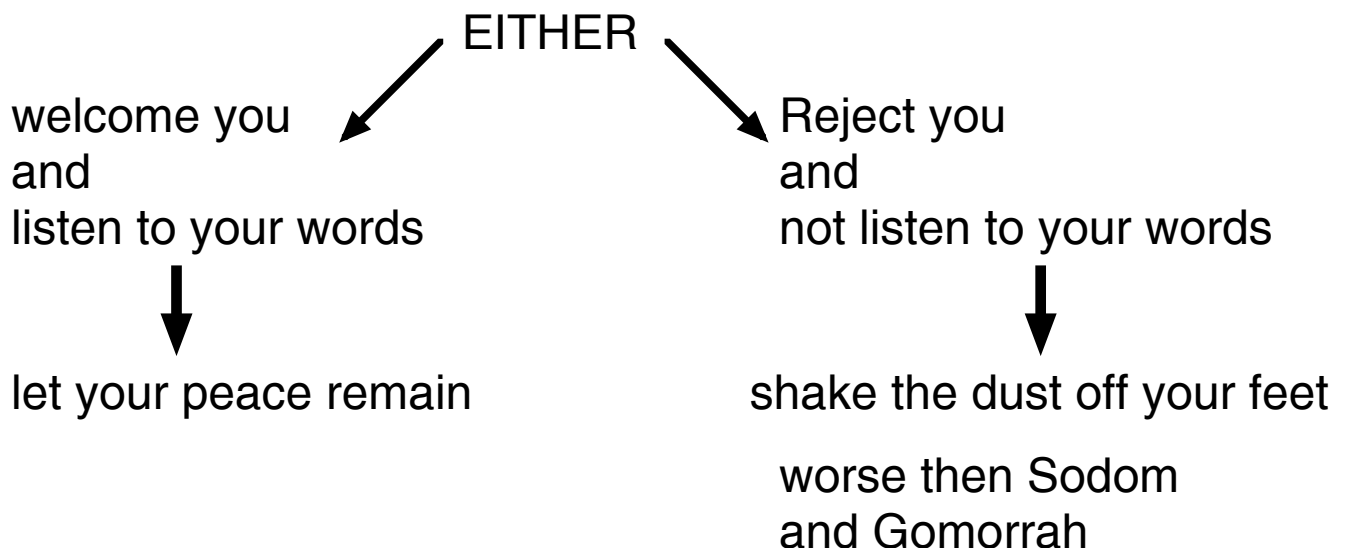 EITHER
welcome you
and
listen to your words
let your peace remain
Reject you
and
not listen to your words
shake the dust off your feet
worse then Sodom
and Gomorrah